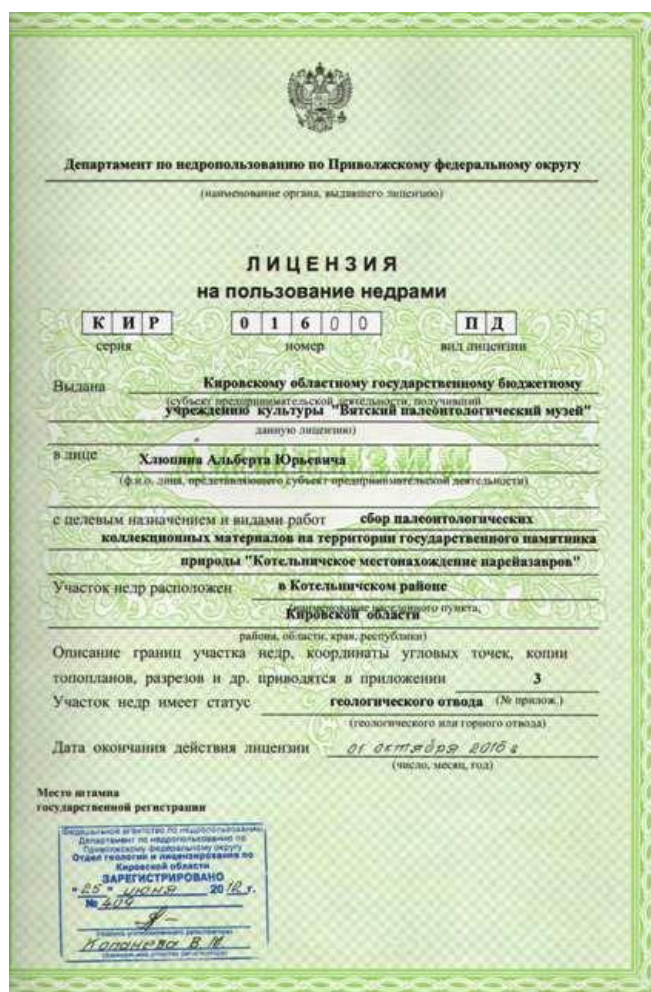 Департамент по недропользованию по Приволжскому федеральному округу
(наименование органа, выдавшего лицензию)
ЛИЦЕНЗИЯ
на пользование недрами
КИР 01600 ПД
серия номер вид лицензии
Выдана Кировскому областному государственному бюджетному
(субъект предпринимательской деятельности, получивший
учреждению культуры "Вятский палеонтологический музей"
данную лицензию)
в лице Хлюпина Альберта Юрьевича
(ф.и.о. лица, представляющего субъект предпринимательской деятельности)
с целевым назначением и видами работ сбор палеонтологических
коллекционных материалов на территории государственного памятника
природы "Котельничское местонахождение парейазавров"
Участок недр расположен в Котельничском районе
(наименование населенного пункта,
Кировской области
района, области, края, республики)
Описание границ участка недр, координаты угловых точек, копии
топопланов, разрезов и др. приводятся в приложении 3
Участок недр имеет статус геологического отвода (№ прилож.)
(геологического или горного отвода)
Дата окончания действия лицензии 01 октября 2016 г
(число, месяц, год)
Место штампа
государственной регистрации
Федеральное агентство по недропользованию
Департамент по недропользованию по
Приволжскому федеральному округу
Отдел геологии и лицензирования по
Кировской области
ЗАРЕГИСТРИРОВАНО
"25" июня 2012 г.
№ 409
Копанева В.М.